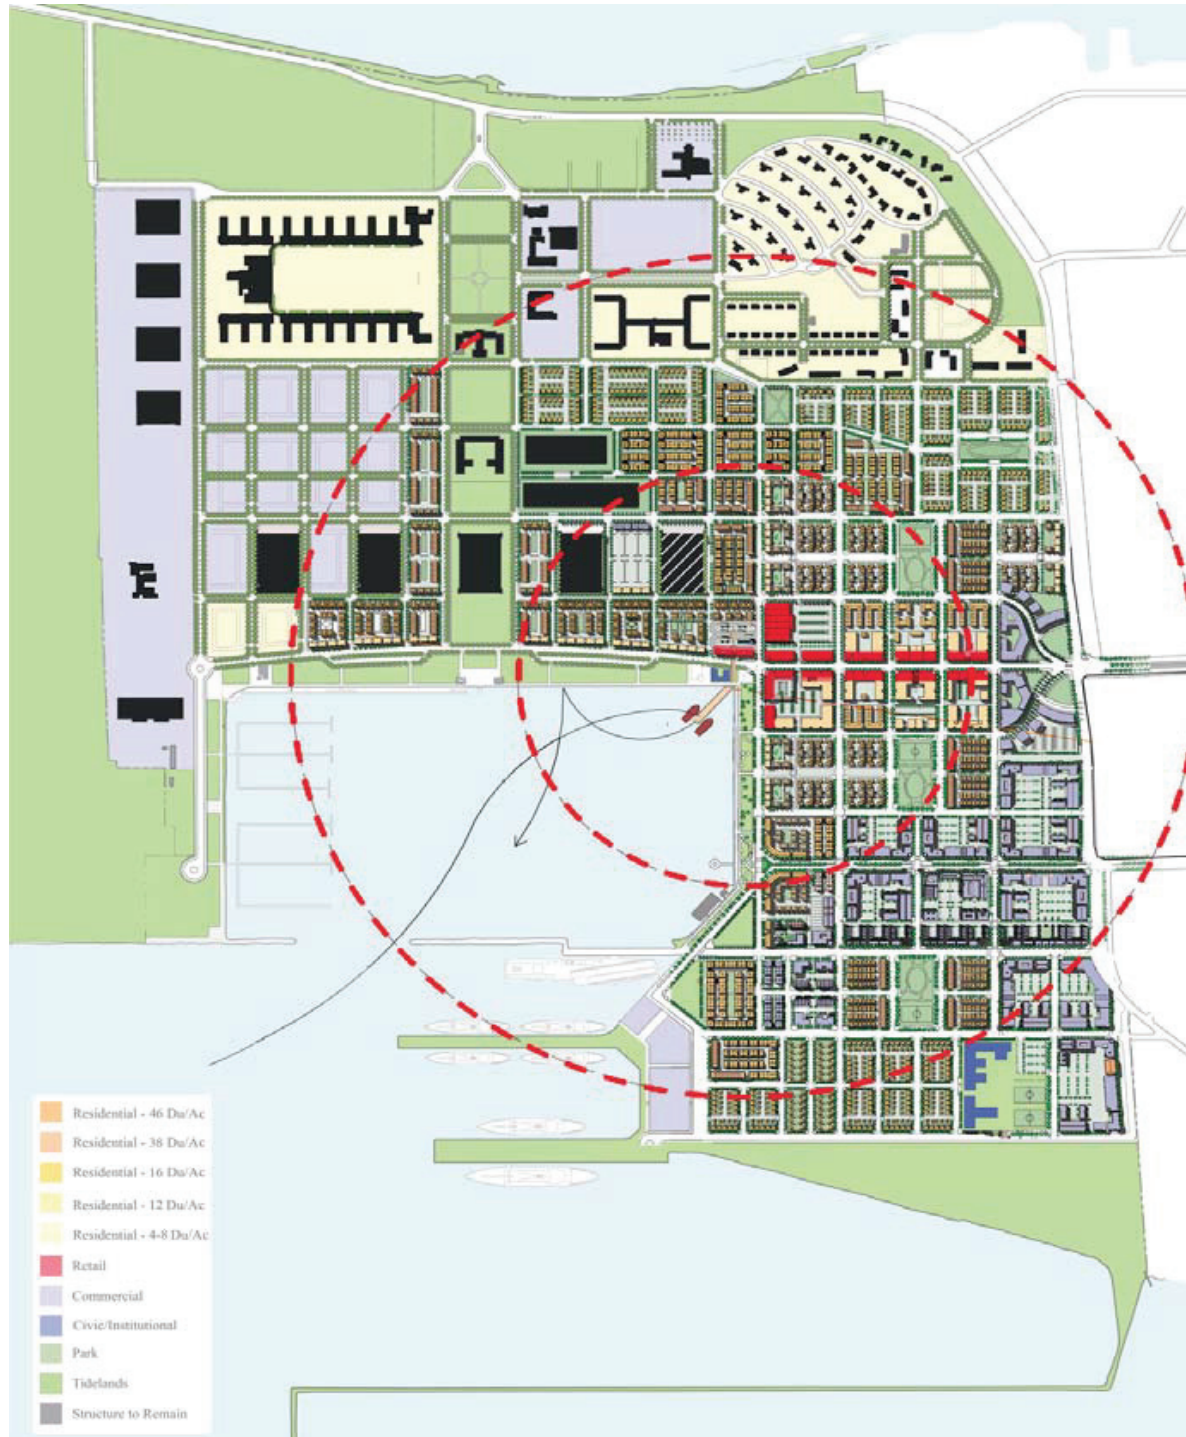 Residential - 46 Du/Ac
Residential - 38 Du/Ac
Residential - 16 Du/Ac
Residential - 12 Du/Ac
Residential - 4-8 Du/Ac
Retail
Commercial
Civic/Institutional
Park
Tidelands
Structure to Remain